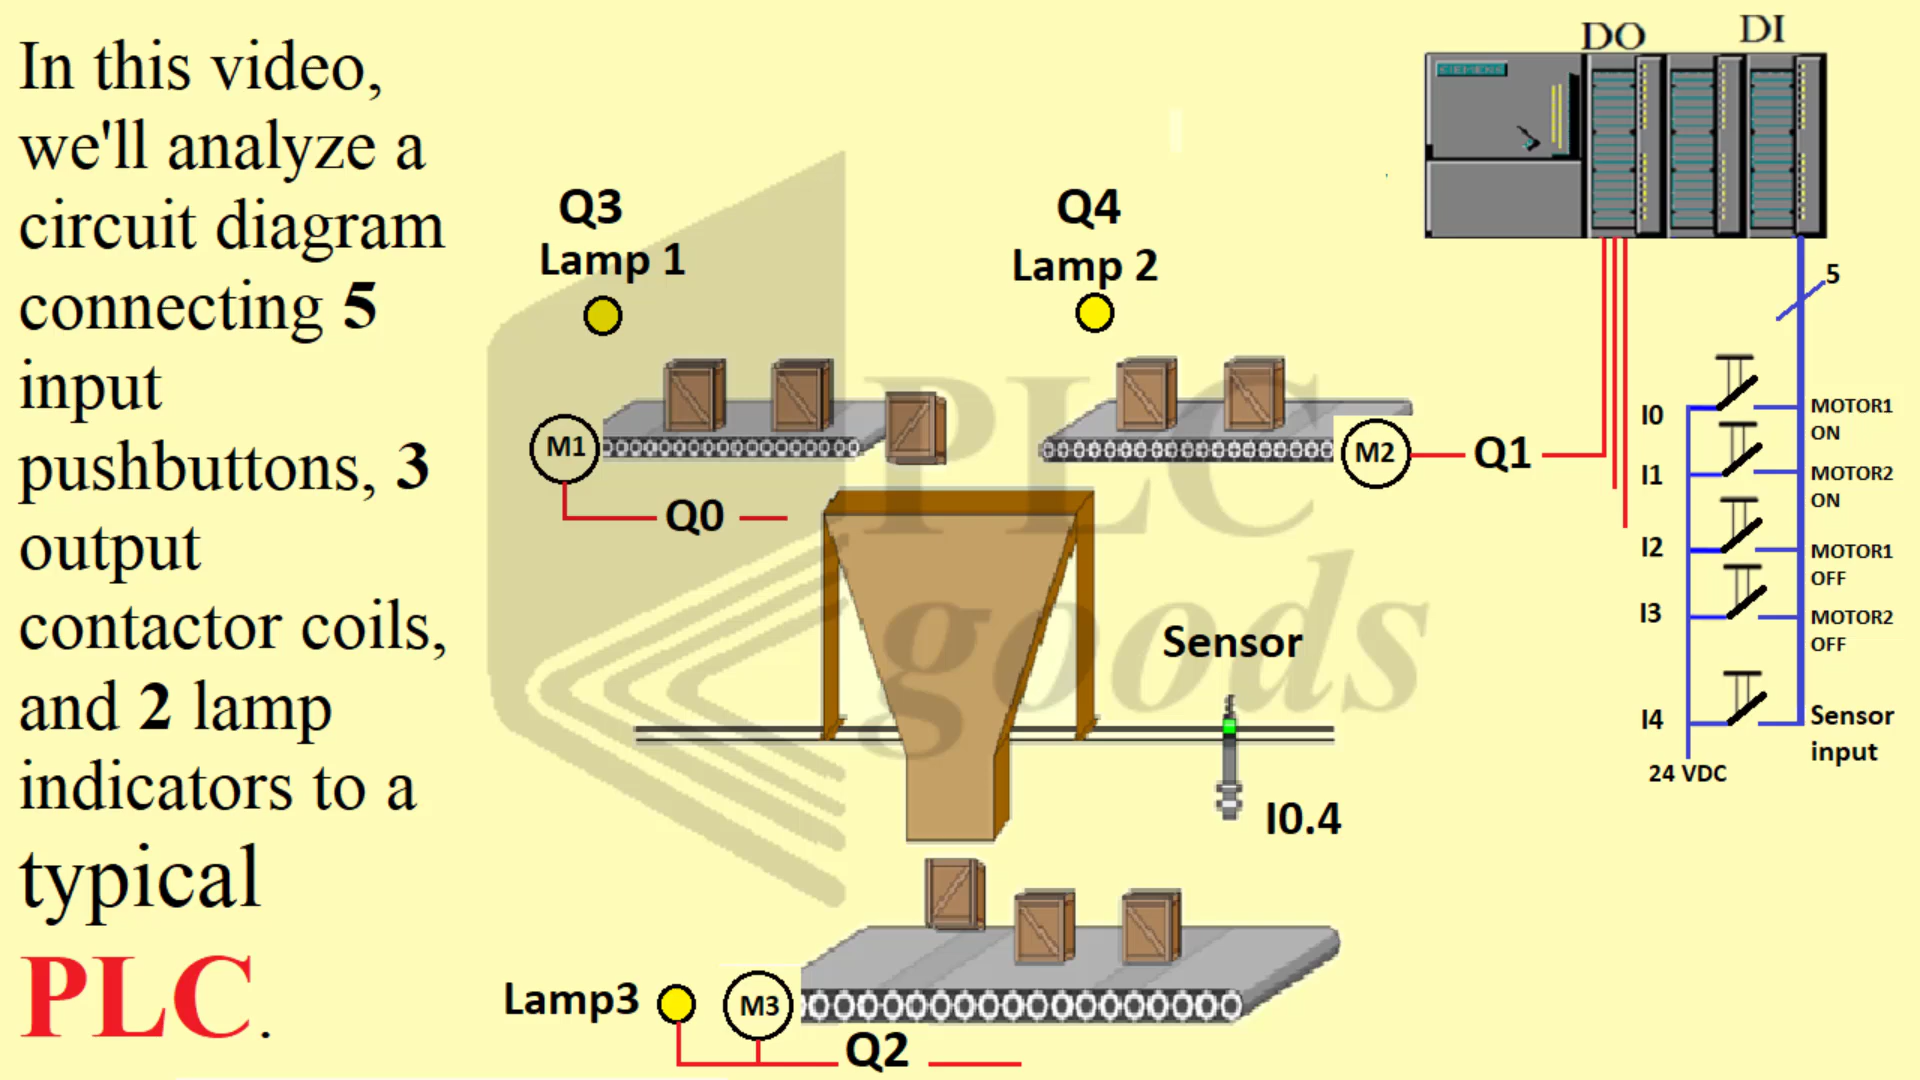 In this video,
we'll analyze a
circuit diagram
connecting 5
input
pushbuttons, 3
output
contactor coils,
and 2 lamp
indicators to a
typical
PLC.
Q3
Lamp 1
Q4
Lamp 2
M1
Q0
M2
Q1
PLC
goods
Sensor
I0.4
Lamp3
M3
Q2
DO
DI
SIEMENS
5
I0
MOTOR1
ON
I1
MOTOR2
ON
I2
MOTOR1
OFF
I3
MOTOR2
OFF
I4
Sensor
input
24 VDC